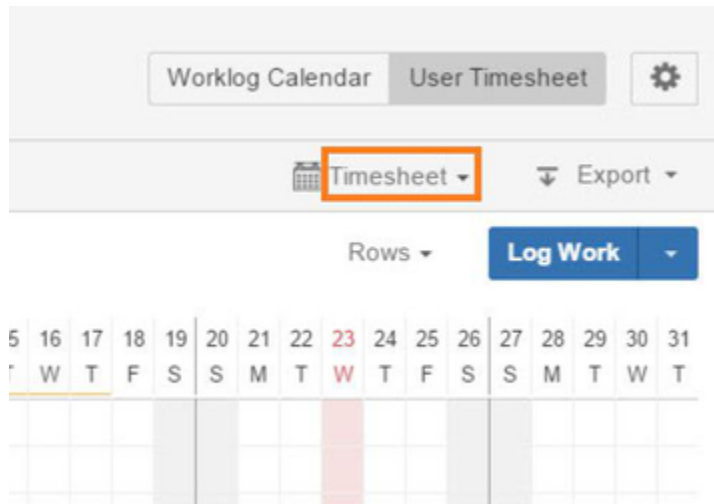 Worklog Calendar User Timesheet
Timesheet Export
Rows Log Work
16 17 18 19 20 21 22 23 24 25 26 27 28 29 30 31
W T F S S M T W T F S S M T W T